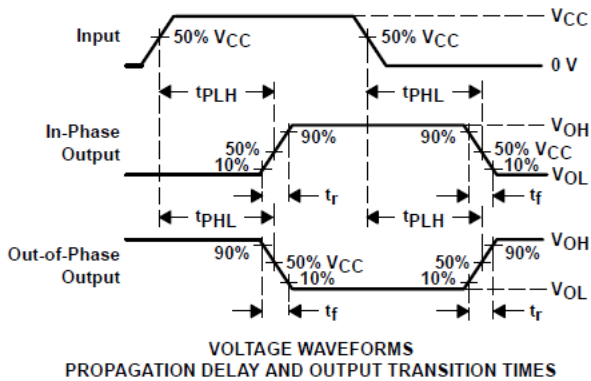 VCC
Input
50% VCC
50% VCC
0 V
tPLH
tPHL
In-Phase
Output
VOH
90%
90%
50%
50% VCC
10%
10%
VOL
tr
tf
tPHL
tPLH
Out-of-Phase
Output
VOH
90%
90%
50% VCC
50%
10%
10%
VOL
tf
tr
VOLTAGE WAVEFORMS
PROPAGATION DELAY AND OUTPUT TRANSITION TIMES